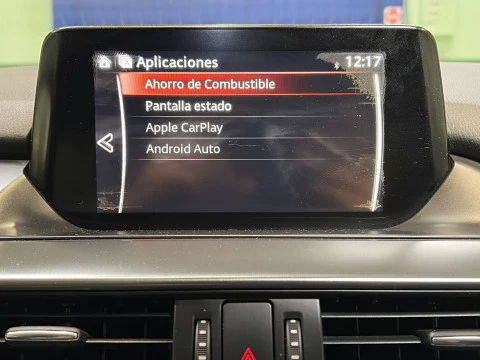 Aplicaciones 12:17
Ahorro de Combustible
Pantalla estado
Apple CarPlay
Android Auto